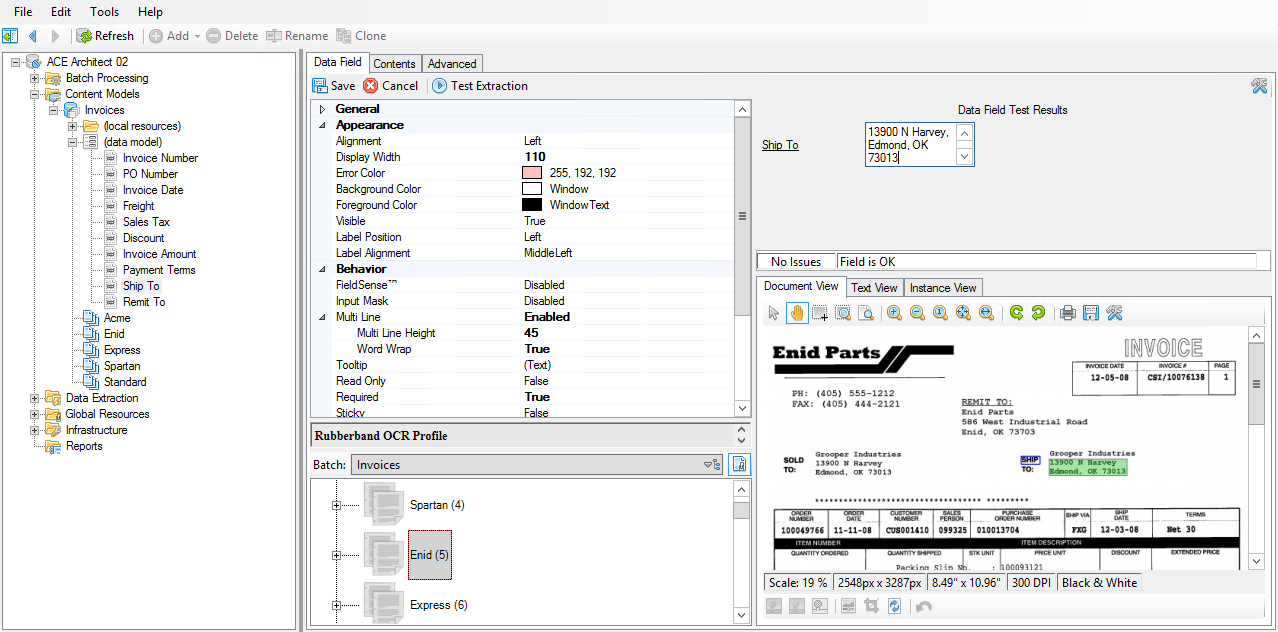 File Edit Tools Help
Refresh Add Delete Rename Clone
ACE Architect 02
Batch Processing
Content Models
Invoices
(local resources)
(data model)
Invoice Number
PO Number
Invoice Date
Freight
Sales Tax
Discount
Invoice Amount
Payment Terms
Ship To
Remit To
Acme
Enid
Express
Spartan
Standard
Data Extraction
Global Resources
Infrastructure
Reports
Data Field Contents Advanced
Save Cancel Test Extraction
General
Appearance
Alignment Left
Display Width 110
Error Color 255, 192, 192
Background Color Window
Foreground Color WindowText
Visible True
Label Position Left
Label Alignment MiddleLeft
Behavior
FieldSense™ Disabled
Input Mask Disabled
Multi Line Enabled
Multi Line Height 45
Word Wrap True
Tooltip (Text)
Read Only False
Required True
Sticky False
Rubberband OCR Profile
Batch: Invoices
Spartan (4)
Enid (5)
Express (6)
Data Field Test Results
Ship To
13900 N Harvey,
Edmond, OK
73013
No Issues Field is OK
Document View Text View Instance View
Enid Parts
INVOICE
INVOICE DATE INVOICE # PAGE
12-05-08 CSI/10076138 1
PH: (405) 555-1212
FAX: (405) 444-2121
REMIT TO:
Enid Parts
586 West Industrial Road
Enid, OK 73703
SOLD TO:
Grooper Industries
13900 N Harvey
Edmond, OK 73013
SHIP TO:
Grooper Industries
13900 N Harvey
Edmond, OK 73013
*********************************** *********
ORDER NUMBER ORDER DATE CUSTOMER NUMBER SALES PERSON PURCHASE ORDER NUMBER SHIP VIA SHIP DATE TERMS
100049766 11-11-08 CUS001410 099325 010013704 FXG 12-03-08 Net 30
ITEM NUMBER ITEM DESCRIPTION
QUANTITY ORDERED QUANTITY SHIPPED STK UNIT PRICE UNIT DISCOUNT EXTENDED PRICE
Packing Slip No. : 100093121
Scale: 19 % 2548px x 3287px 8.49" x 10.96" 300 DPI Black & White